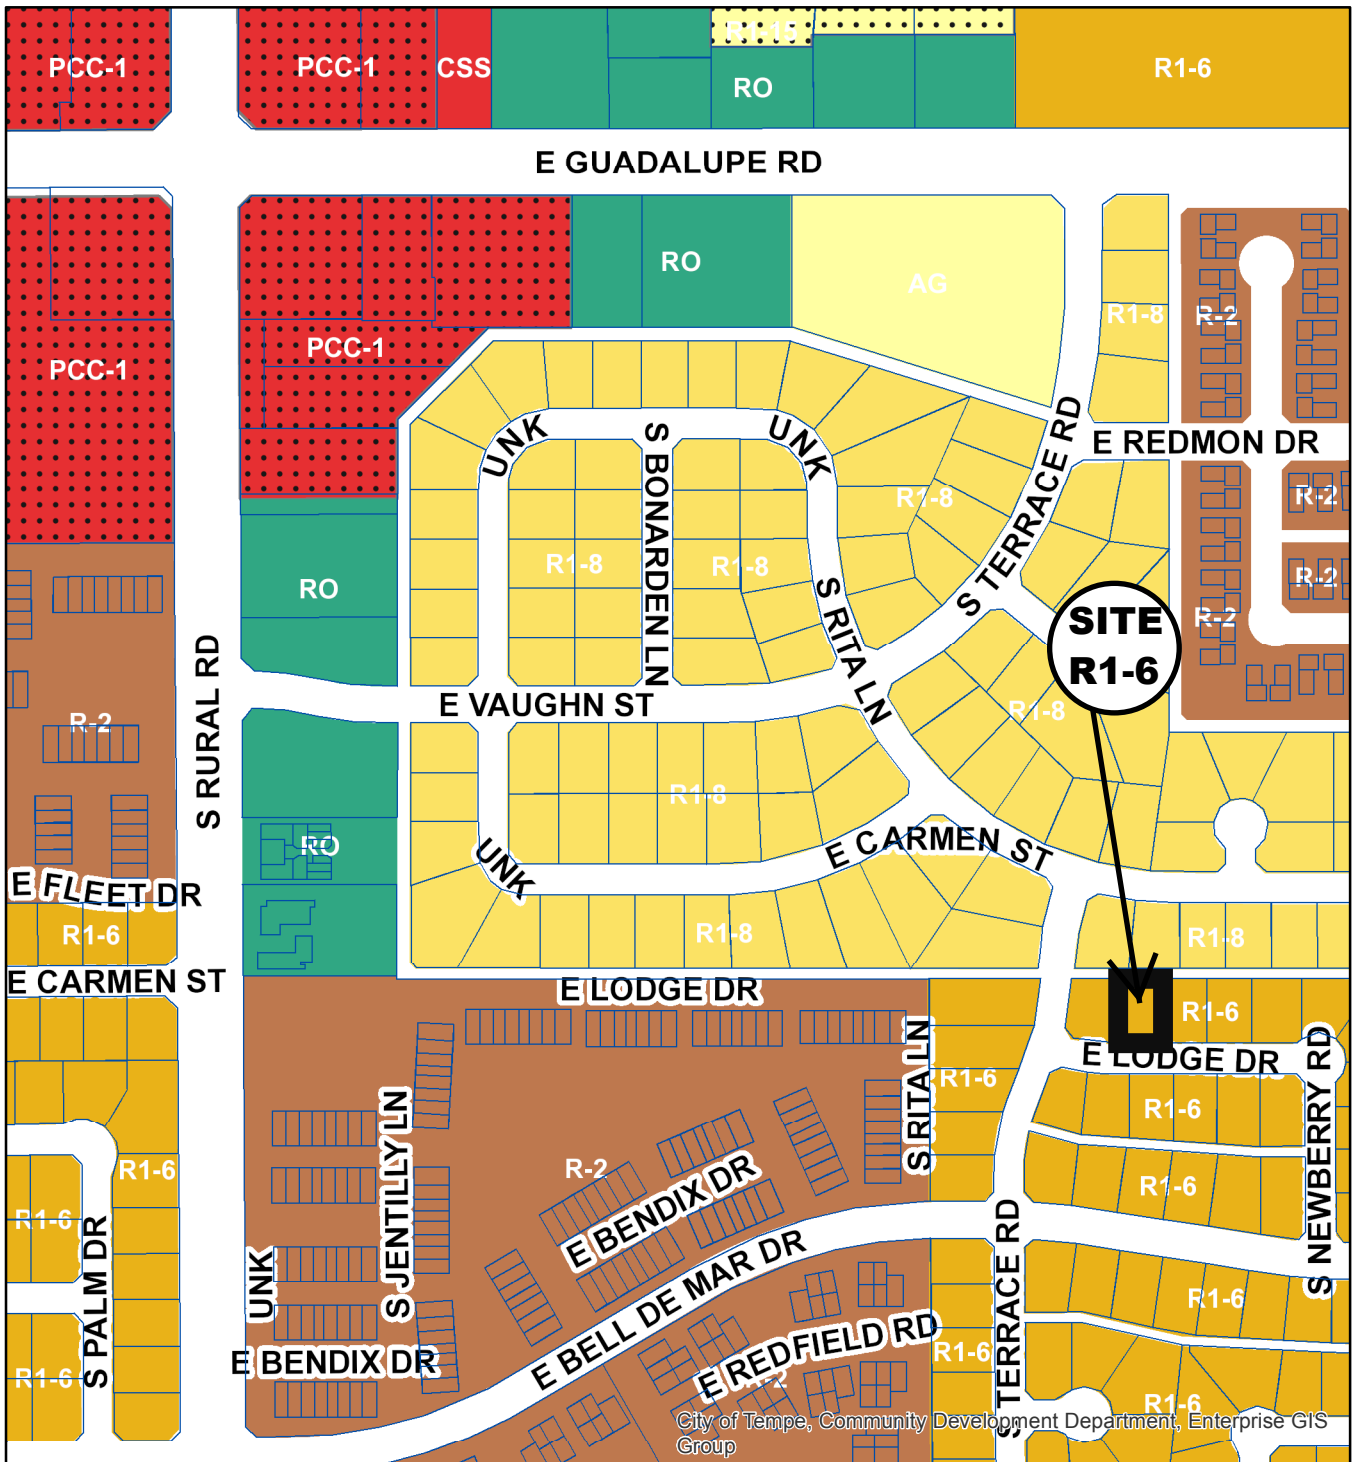 PCC-1
PCC-1
CSS
R1-15
RO
R1-6
E GUADALUPE RD
PCC-1
PCC-1
RO
AG
R1-8
R-2
E REDMON DR
UNK
S BONARDEN LN
UNK
R1-8
S TERRACE RD
R-2
R-2
R-2
RO
R1-8
R1-8
S RITA LN
SITE
R1-6
R1-8
S RURAL RD
E VAUGHN ST
R-2
R1-8
RO
UNK
E CARMEN ST
E FLEET DR
R1-6
R1-8
R1-8
E CARMEN ST
E LODGE DR
R1-6
S RITA LN
R1-6
E LODGE DR
S NEWBERRY RD
R1-6
R1-6
R1-6
R1-6
S PALM DR
R1-6
UNK
S JENTILLY LN
E BENDIX DR
R-2
E BENDIX DR
E BELL DE MAR DR
E REDFIELD RD
R-2
R1-6
S TERRACE RD
R1-6
R1-6
City of Tempe, Community Development Department, Enterprise GIS
Group